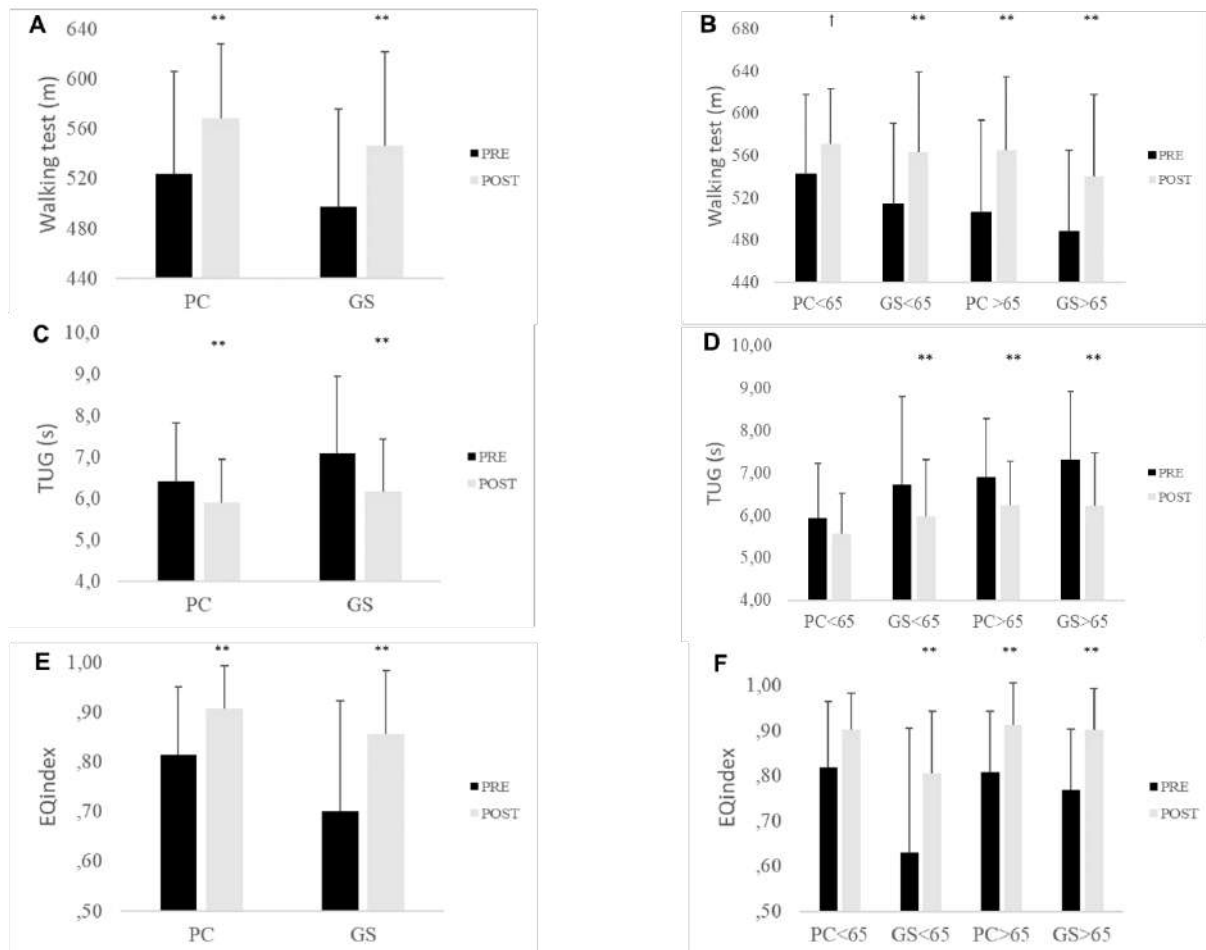 A
**
**
640
600
560
520
480
440
Walking test (m)
PRE
POST
PC
GS
B
†
**
**
**
680
640
600
560
520
480
440
Walking test (m)
PRE
POST
PC<65
GS<65
PC >65
GS>65
C
**
**
10,0
9,0
8,0
7,0
6,0
5,0
4,0
TUG (s)
PRE
POST
PC
GS
D
**
**
**
10,00
9,00
8,00
7,00
6,00
5,00
4,00
TUG (s)
PRE
POST
PC<65
GS<65
PC>65
GS>65
E
**
**
1,00
,90
,80
,70
,60
,50
EQindex
PRE
POST
PC
GS
F
**
**
**
1,00
,90
,80
,70
,60
,50
EQindex
PRE
POST
PC<65
GS<65
PC>65
GS>65